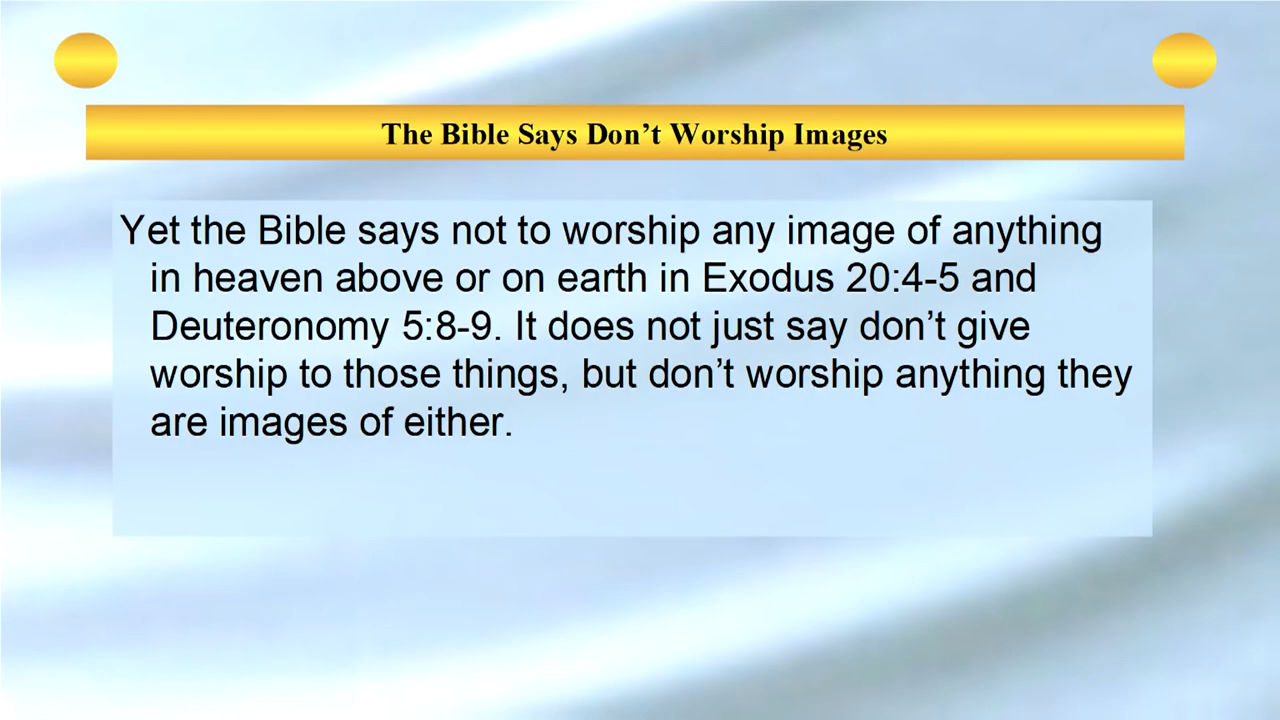 The Bible Says Don’t Worship Images
Yet the Bible says not to worship any image of anything
in heaven above or on earth in Exodus 20:4-5 and
Deuteronomy 5:8-9. It does not just say don’t give
worship to those things, but don’t worship anything they
are images of either.